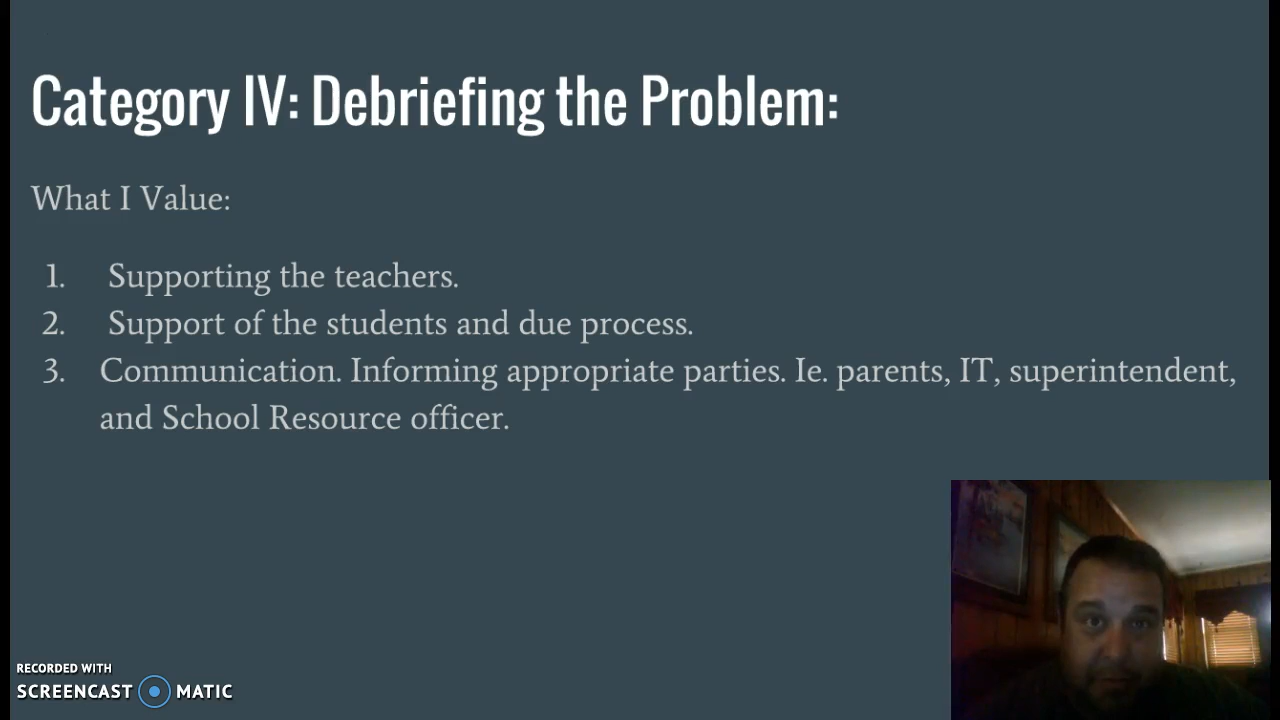 Category IV: Debriefing the Problem:
What I Value:
1. Supporting the teachers.
2. Support of the students and due process.
3. Communication. Informing appropriate parties. Ie. parents, IT, superintendent,
and School Resource officer.
RECORDED WITH
SCREENCAST MATIC